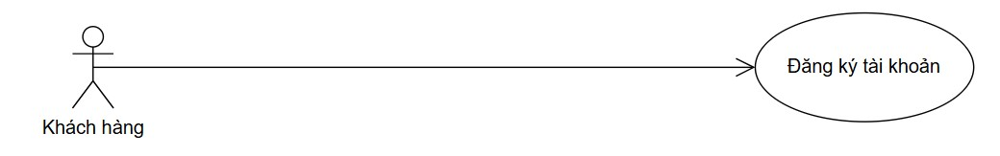 Đăng ký tài khoản
Khách hàng